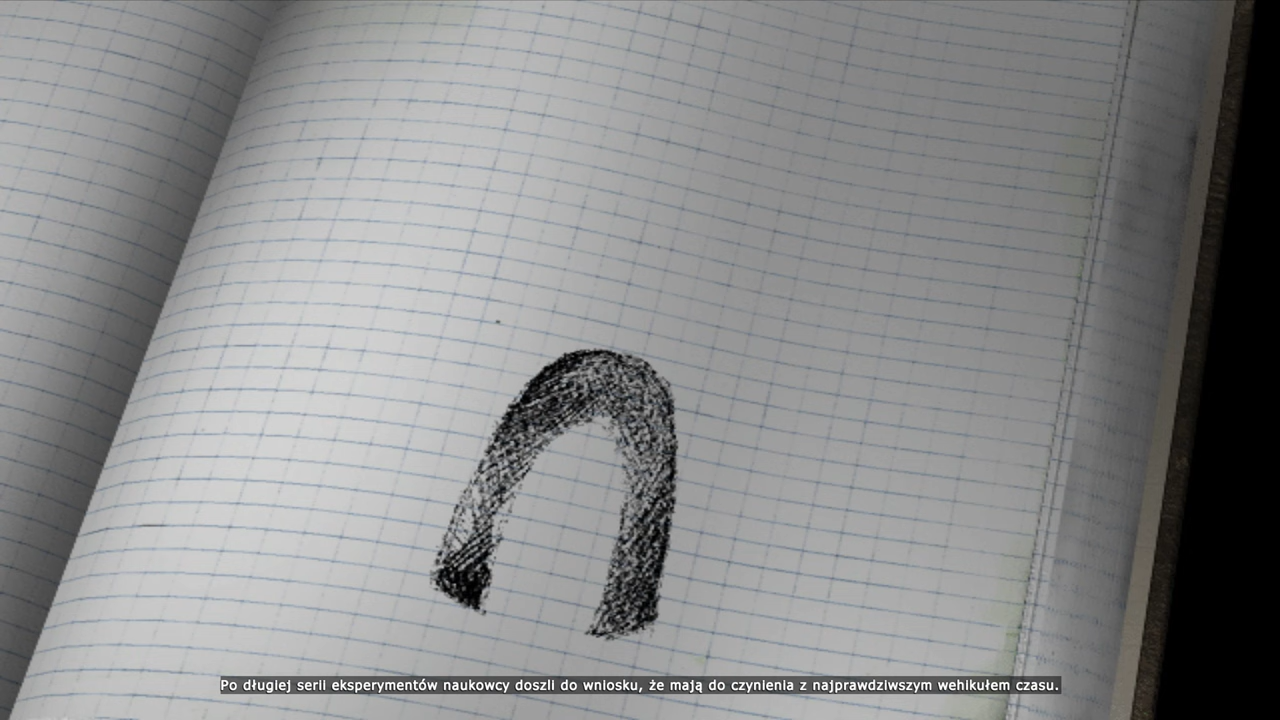 Po długiej serii eksperymentów naukowcy doszli do wniosku, że mają do czynienia z najprawdziwszym wehikułem czasu.